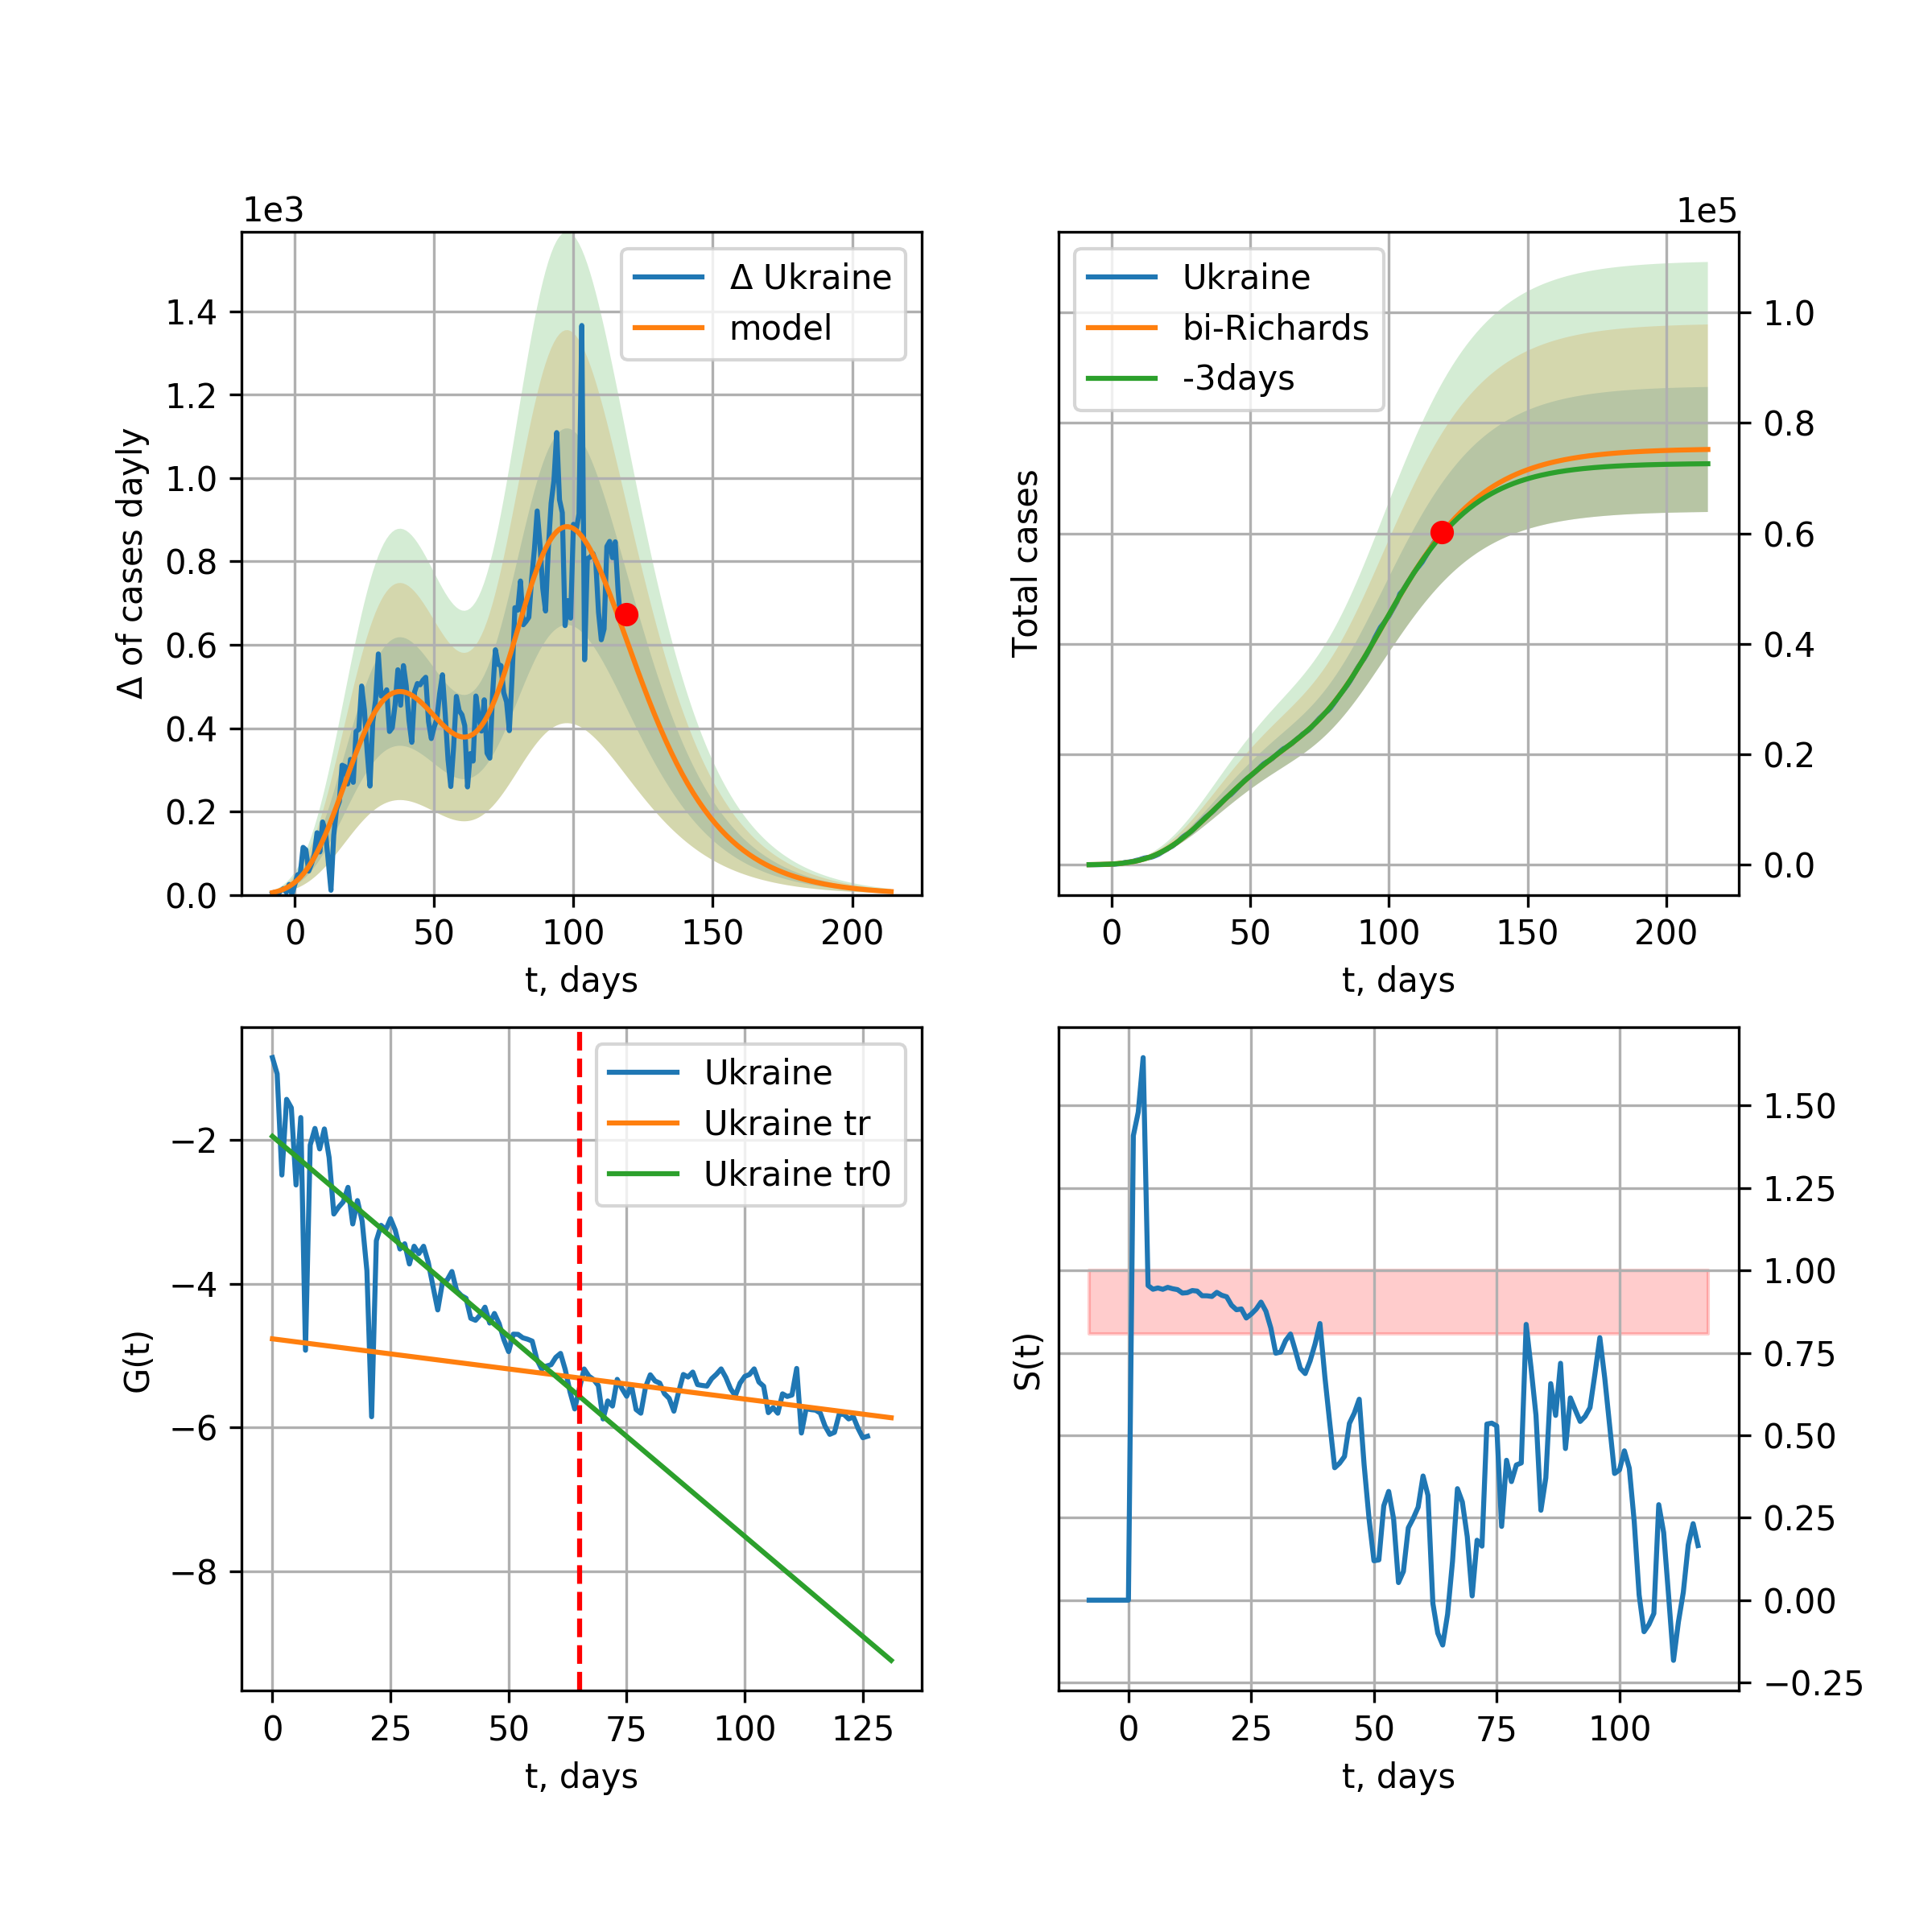 1e3
Δ of cases dayly
1.4
1.2
1.0
0.8
0.6
0.4
0.2
0.0
Δ Ukraine
model
0 50 100 150 200
t, days
1e5
Total cases
Ukraine
bi-Richards
-3days
1.0
0.8
0.6
0.4
0.2
0.0
0 50 100 150 200
t, days
G(t)
−2
−4
−6
−8
Ukraine
Ukraine tr
Ukraine tr0
0 25 50 75 100 125
t, days
S(t)
1.50
1.25
1.00
0.75
0.50
0.25
0.00
−0.25
0 25 50 75 100
t, days